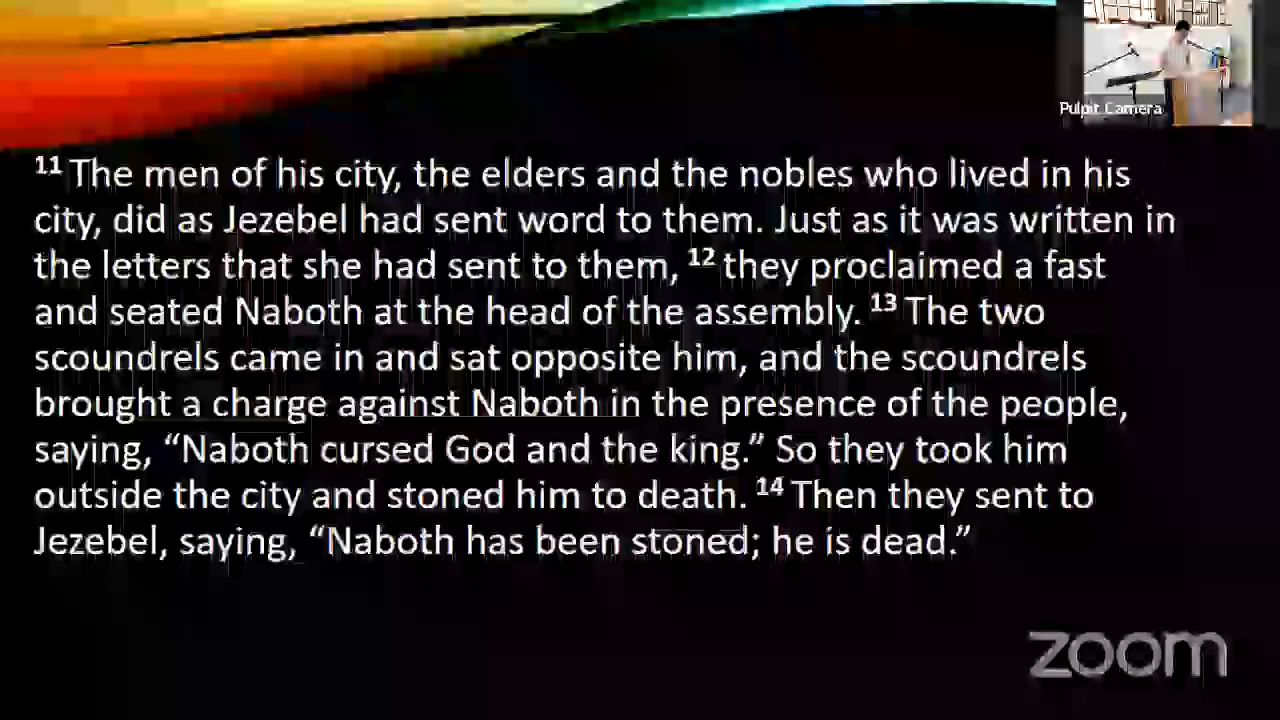 Pulpit Camera
11 The men of his city, the elders and the nobles who lived in his
city, did as Jezebel had sent word to them. Just as it was written in
the letters that she had sent to them, 12 they proclaimed a fast
and seated Naboth at the head of the assembly. 13 The two
scoundrels came in and sat opposite him, and the scoundrels
brought a charge against Naboth in the presence of the people,
saying, “Naboth cursed God and the king.” So they took him
outside the city and stoned him to death. 14 Then they sent to
Jezebel, saying, “Naboth has been stoned; he is dead.”
zoom